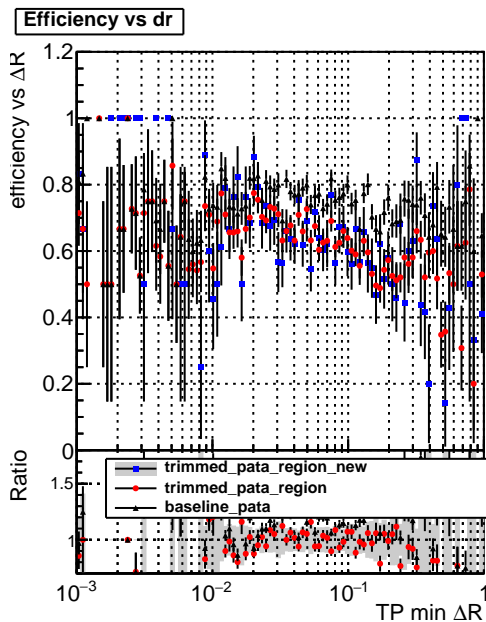 Efficiency vs dr
efficiency vs ΔR
1.2
1
0.8
0.6
0.4
0.2
0
Ratio
1.5
1
trimmed_pata_region_new
trimmed_pata_region
baseline_pata
10⁻³
10⁻²
10⁻¹
1
TP min ΔR